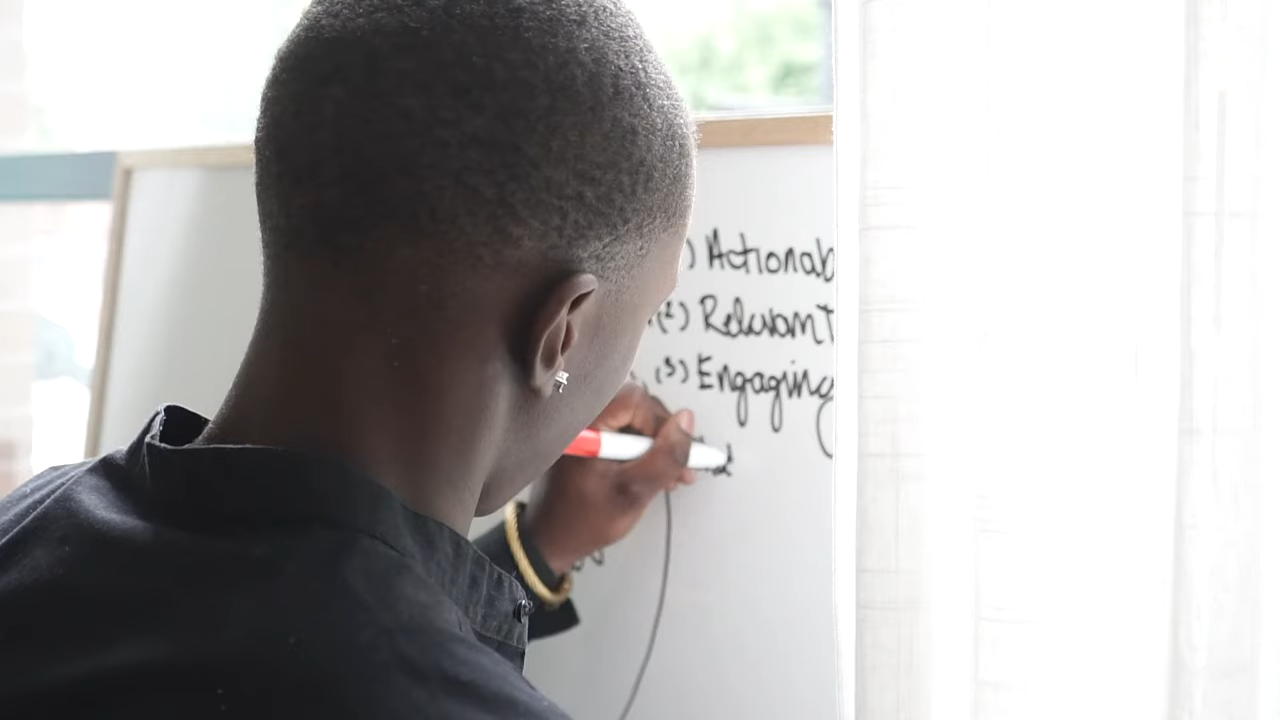 ) Actionab
(2) Relevant
(3) Engaging